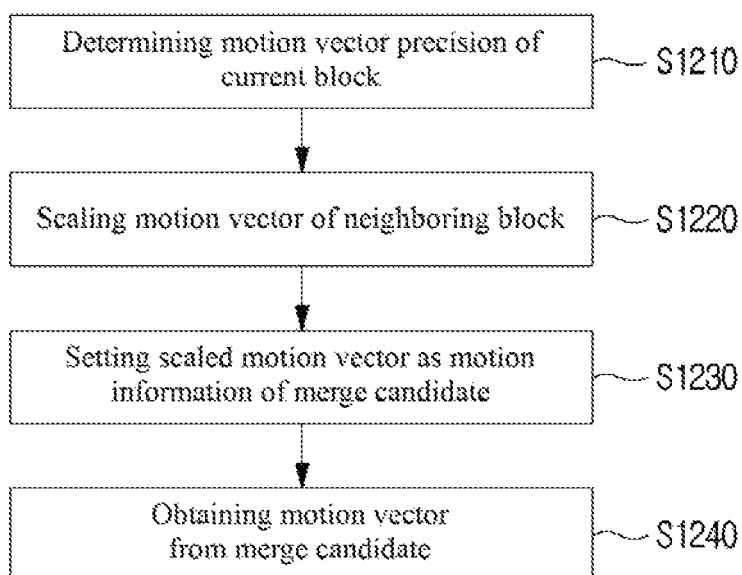 Determining motion vector precision of
current block
S1210
Scaling motion vector of neighboring block
S1220
Setting scaled motion vector as motion
information of merge candidate
S1230
Obtaining motion vector
from merge candidate
S1240